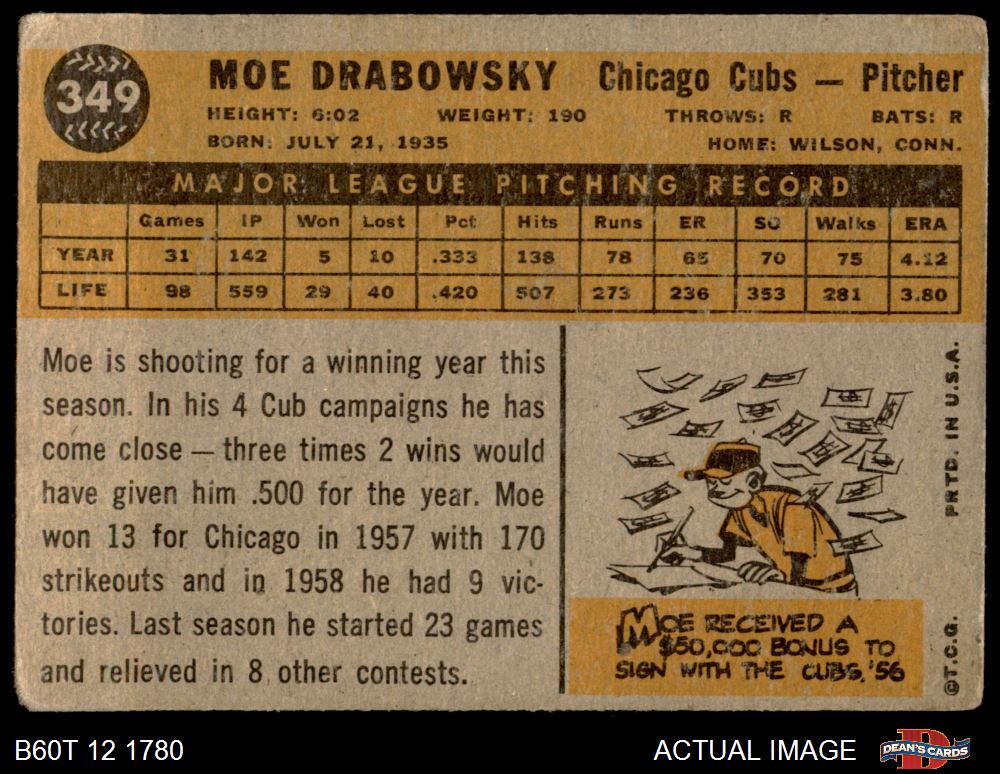 349
MOE DRABOWSKY Chicago Cubs — Pitcher
HEIGHT: 6:02 WEIGHT: 190 THROWS: R BATS: R
BORN: JULY 21, 1935 HOME: WILSON, CONN.
MAJOR LEAGUE PITCHING RECORD
Games IP Won Lost Pct Hits Runs ER SO Walks ERA
YEAR 31 142 5 10 .333 138 78 65 70 75 4.12
LIFE 98 559 29 40 .420 507 273 236 353 281 3.80
Moe is shooting for a winning year this
season. In his 4 Cub campaigns he has
come close — three times 2 wins would
have given him .500 for the year. Moe
won 13 for Chicago in 1957 with 170
strikeouts and in 1958 he had 9 vic-
tories. Last season he started 23 games
and relieved in 8 other contests.
MOE RECEIVED A
$50,000 BONUS TO
SIGN WITH THE CUBS, '56
©T.C.G. PRTD. IN U.S.A.
B60T 12 1780 ACTUAL IMAGE DEAN'S CARDS